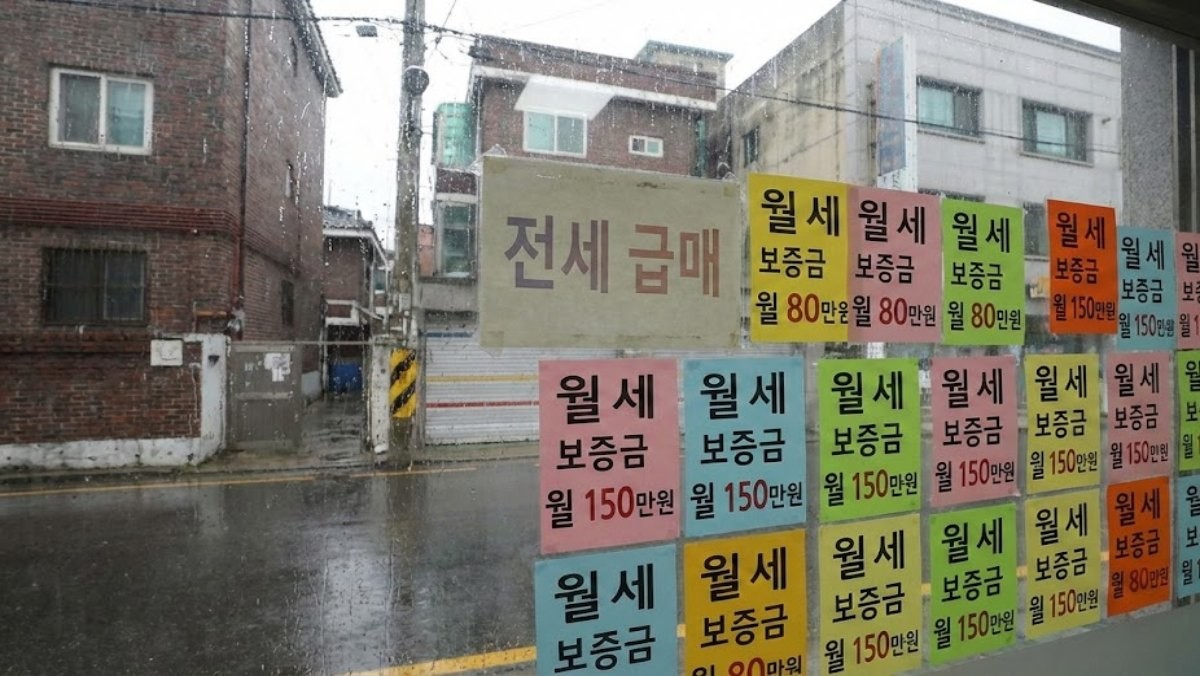 전세 급매
월 세
보증금
월 80만원
월 세
보증금
월 80만원
월 세
보증금
월 80만원
월 세
보증금
월 150만원
월 세
보증금
월 150만원
월 세
보증금
월 150만원
월 세
보증금
월 150만원
월 세
보증금
월 150만원
월 세
보증금
월 150만원
월 세
보증금
월 150만원
월 세
보증금
월 150만원
월 세
보증금
월 세
보증금
월 80만원
월 세
보증금
월 150만원
월 세
보증금
월 150만원
월 세
보증금
월 150만원
월 세
보증금
월 80만원